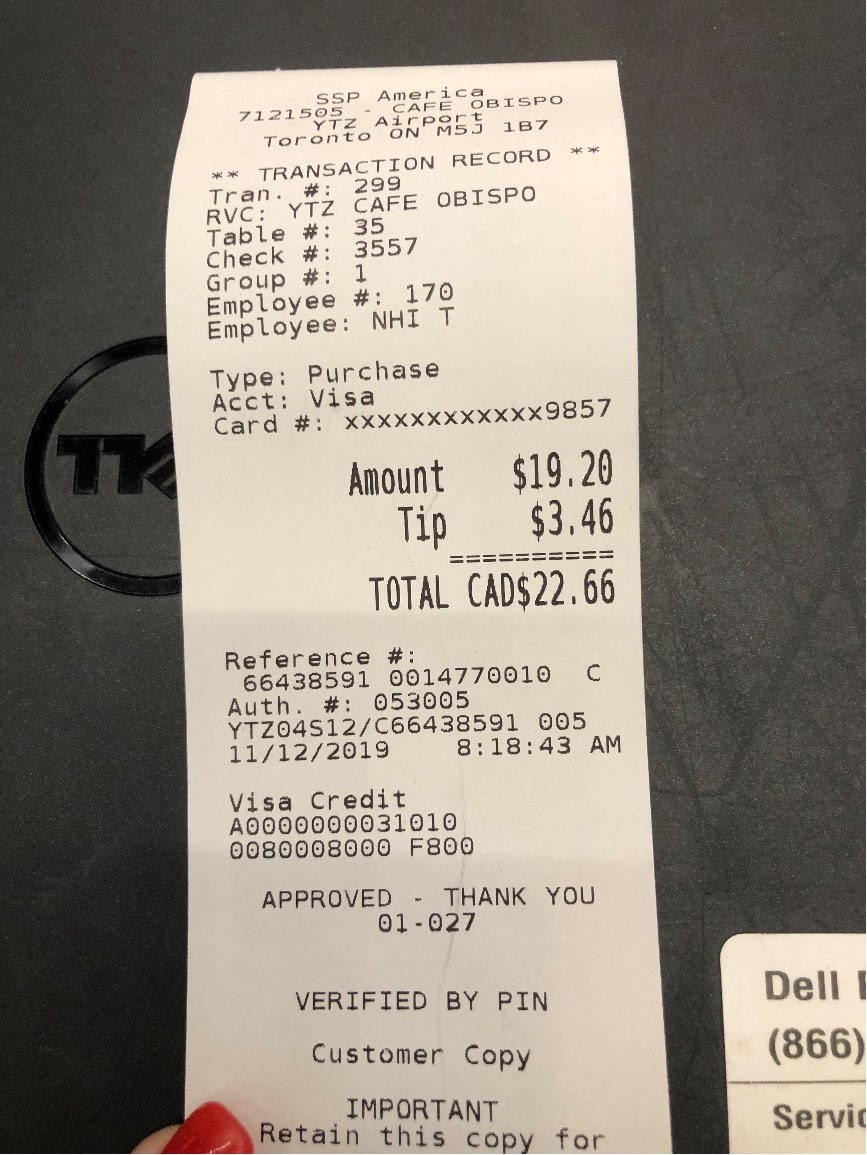 SSP America
7121505 - CAFE OBISPO
YTZ Airport
Toronto ON M5J 1B7
** TRANSACTION RECORD **
Tran. #: 299
RVC: YTZ CAFE OBISPO
Table #: 35
Check #: 3557
Group #: 1
Employee #: 170
Employee: NHI T
Type: Purchase
Acct: Visa
Card #: xxxxxxxxxxxx9857
Amount $19.20
Tip $3.46
==========
TOTAL CAD$22.66
Reference #:
66438591 0014770010 C
Auth. #: 053005
YTZ04S12/C66438591 005
11/12/2019 8:18:43 AM
Visa Credit
A0000000031010
0080008000 F800
APPROVED - THANK YOU
01-027
VERIFIED BY PIN
Customer Copy
IMPORTANT
Retain this copy for
Dell
(866)